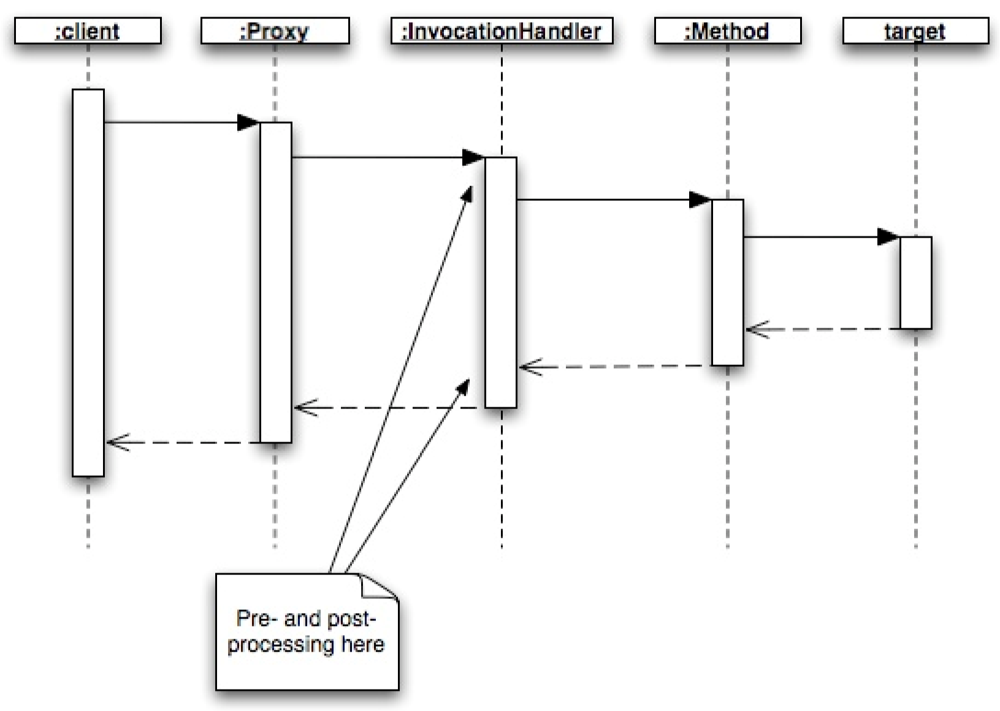 :client
:Proxy
:InvocationHandler
:Method
target
Pre- and post-
processing here